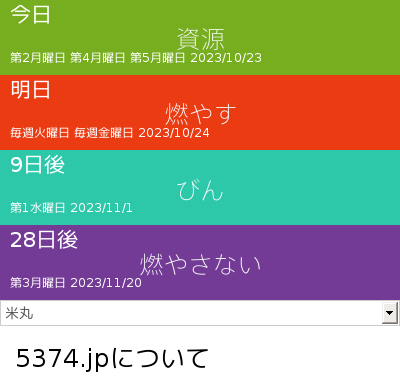 今日
資源
第2月曜日 第4月曜日 第5月曜日 2023/10/23
明日
燃やす
毎週火曜日 毎週金曜日 2023/10/24
9日後
びん
第1水曜日 2023/11/1
28日後
燃やさない
第3月曜日 2023/11/20
米丸
5374.jpについて